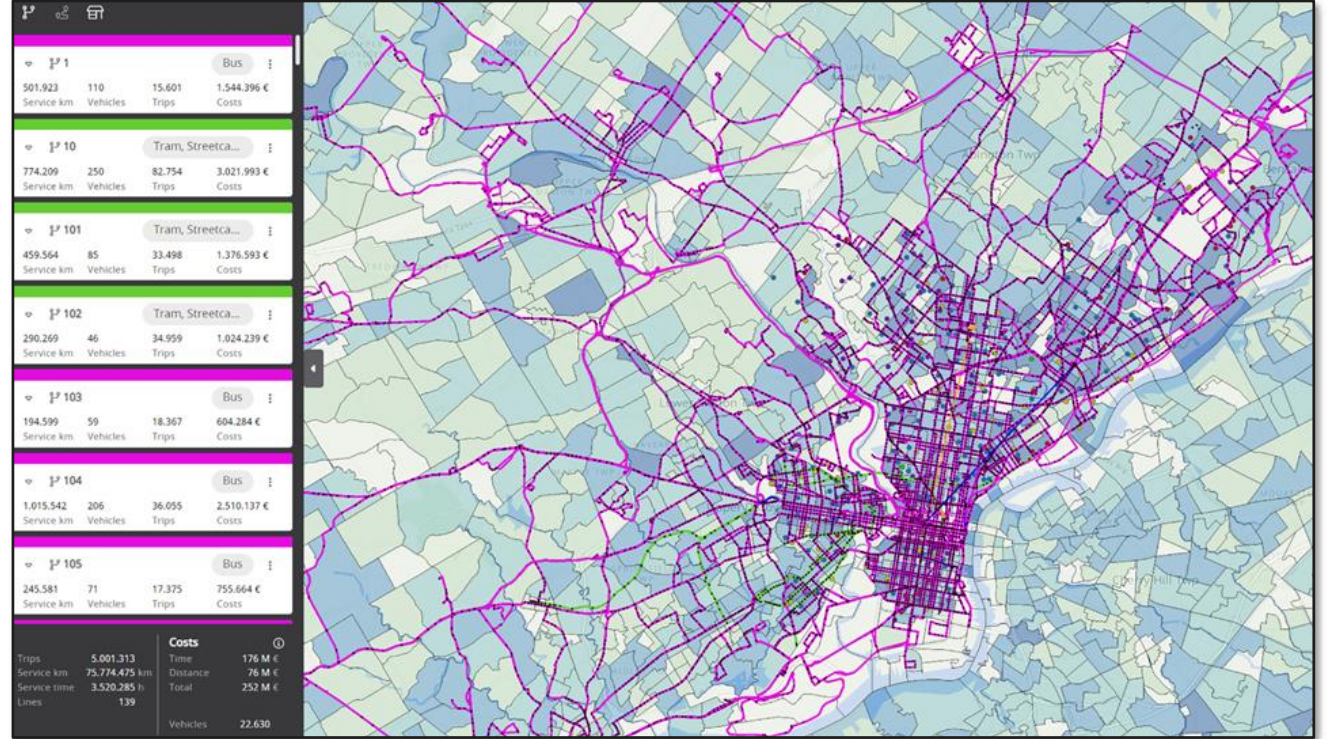 1 Bus
501.923 110 15.601 1.544.396 €
Service km Vehicles Trips Costs
10 Tram, Streetca...
774.209 250 82.754 3.021.993 €
Service km Vehicles Trips Costs
101 Tram, Streetca...
459.564 85 33.498 1.376.593 €
Service km Vehicles Trips Costs
102 Tram, Streetca...
290.269 46 34.959 1.024.239 €
Service km Vehicles Trips Costs
103 Bus
194.599 59 18.367 604.284 €
Service km Vehicles Trips Costs
104 Bus
1.015.542 206 36.055 2.510.137 €
Service km Vehicles Trips Costs
105 Bus
245.581 71 17.375 755.664 €
Service km Vehicles Trips Costs
Trips 5.001.313
Service km 75.774.475 km
Service time 3.520.285 h
Lines 139
Costs
Time 176 M €
Distance 76 M €
Total 252 M €
Vehicles 22.630
Abington Twp
Cherry Hill Twp